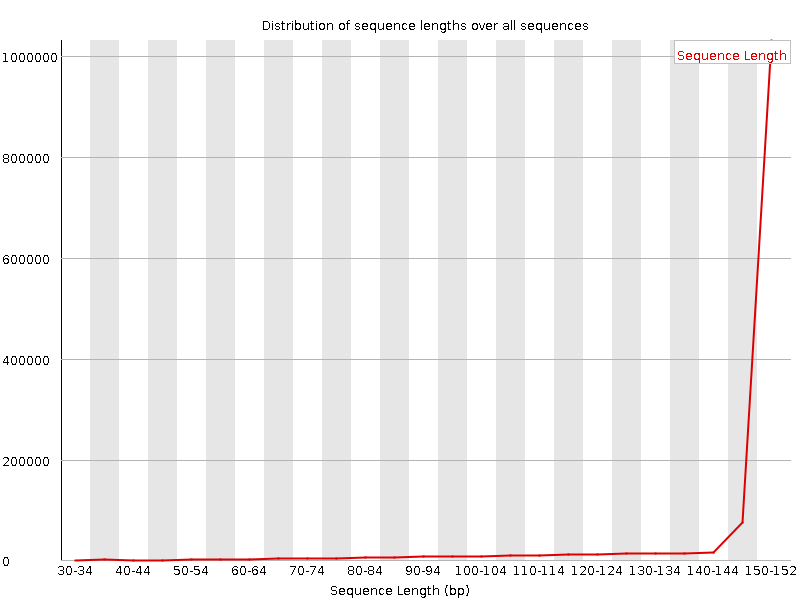 Distribution of sequence lengths over all sequences
Sequence Length
1000000
800000
600000
400000
200000
0
30-34 40-44 50-54 60-64 70-74 80-84 90-94 100-104 110-114 120-124 130-134 140-144 150-152
Sequence Length (bp)